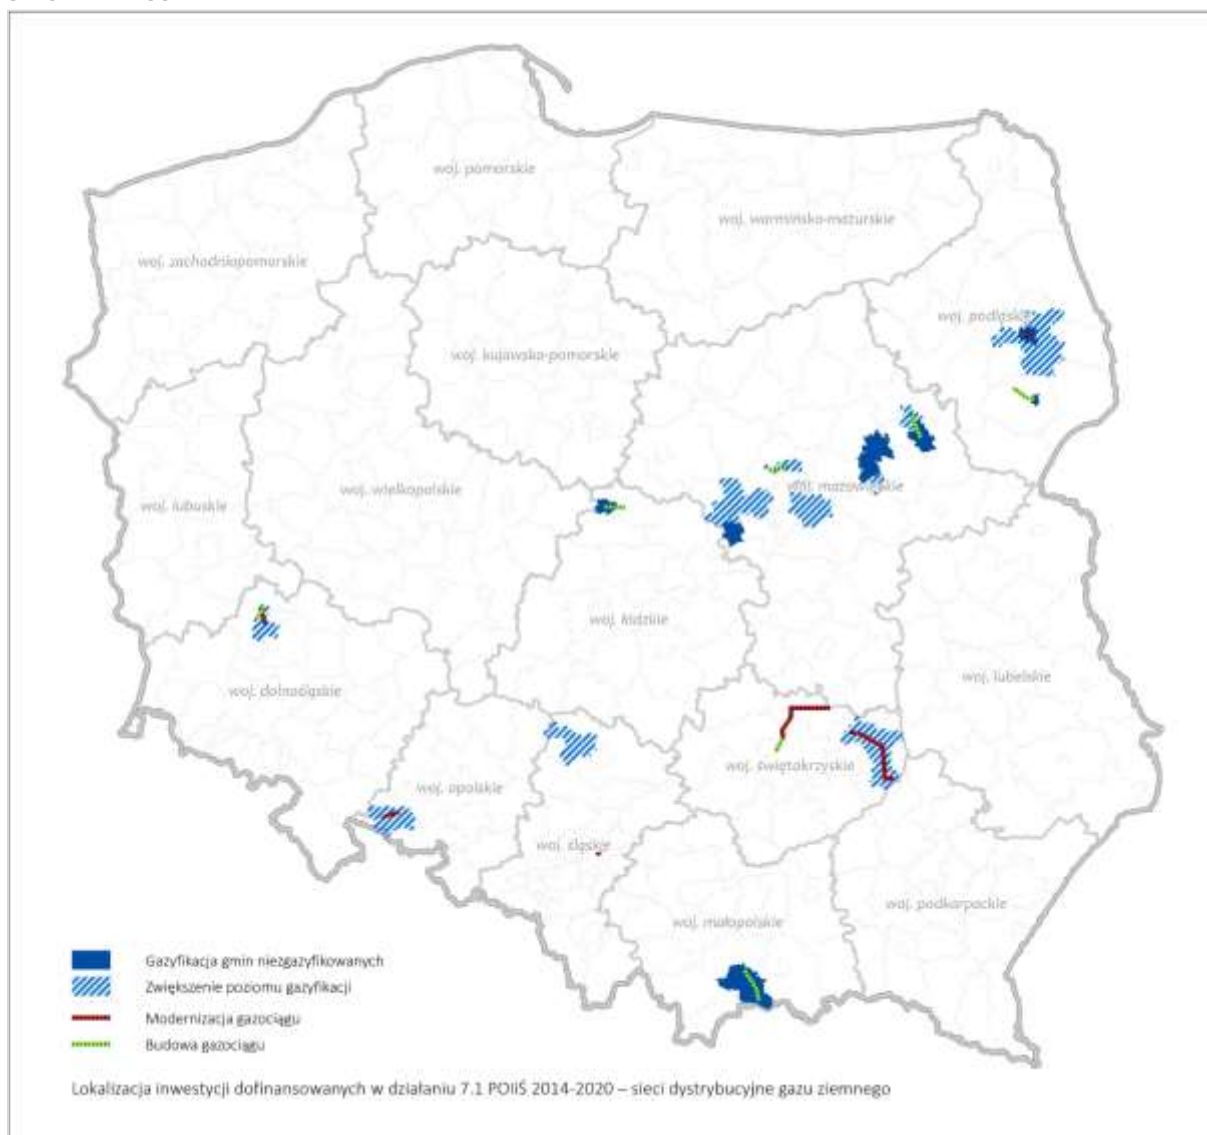 woj. pomorskie
woj. warmińsko-mazurskie
woj. zachodniopomorskie
woj. podlaskie
woj. kujawsko-pomorskie
woj. wielkopolskie
woj. mazowieckie
woj. lubuskie
woj. łódzkie
woj. lubelskie
woj. dolnośląskie
woj. świętokrzyskie
woj. opolskie
woj. śląskie
woj. podkarpackie
woj. małopolskie
Gazyfikacja gmin niezgazyfikowanych
Zwiększenie poziomu gazyfikacji
Modernizacja gazociągu
Budowa gazociągu
Lokalizacja inwestycji dofinansowanych w działaniu 7.1 POIiŚ 2014-2020 – sieci dystrybucyjne gazu ziemnego